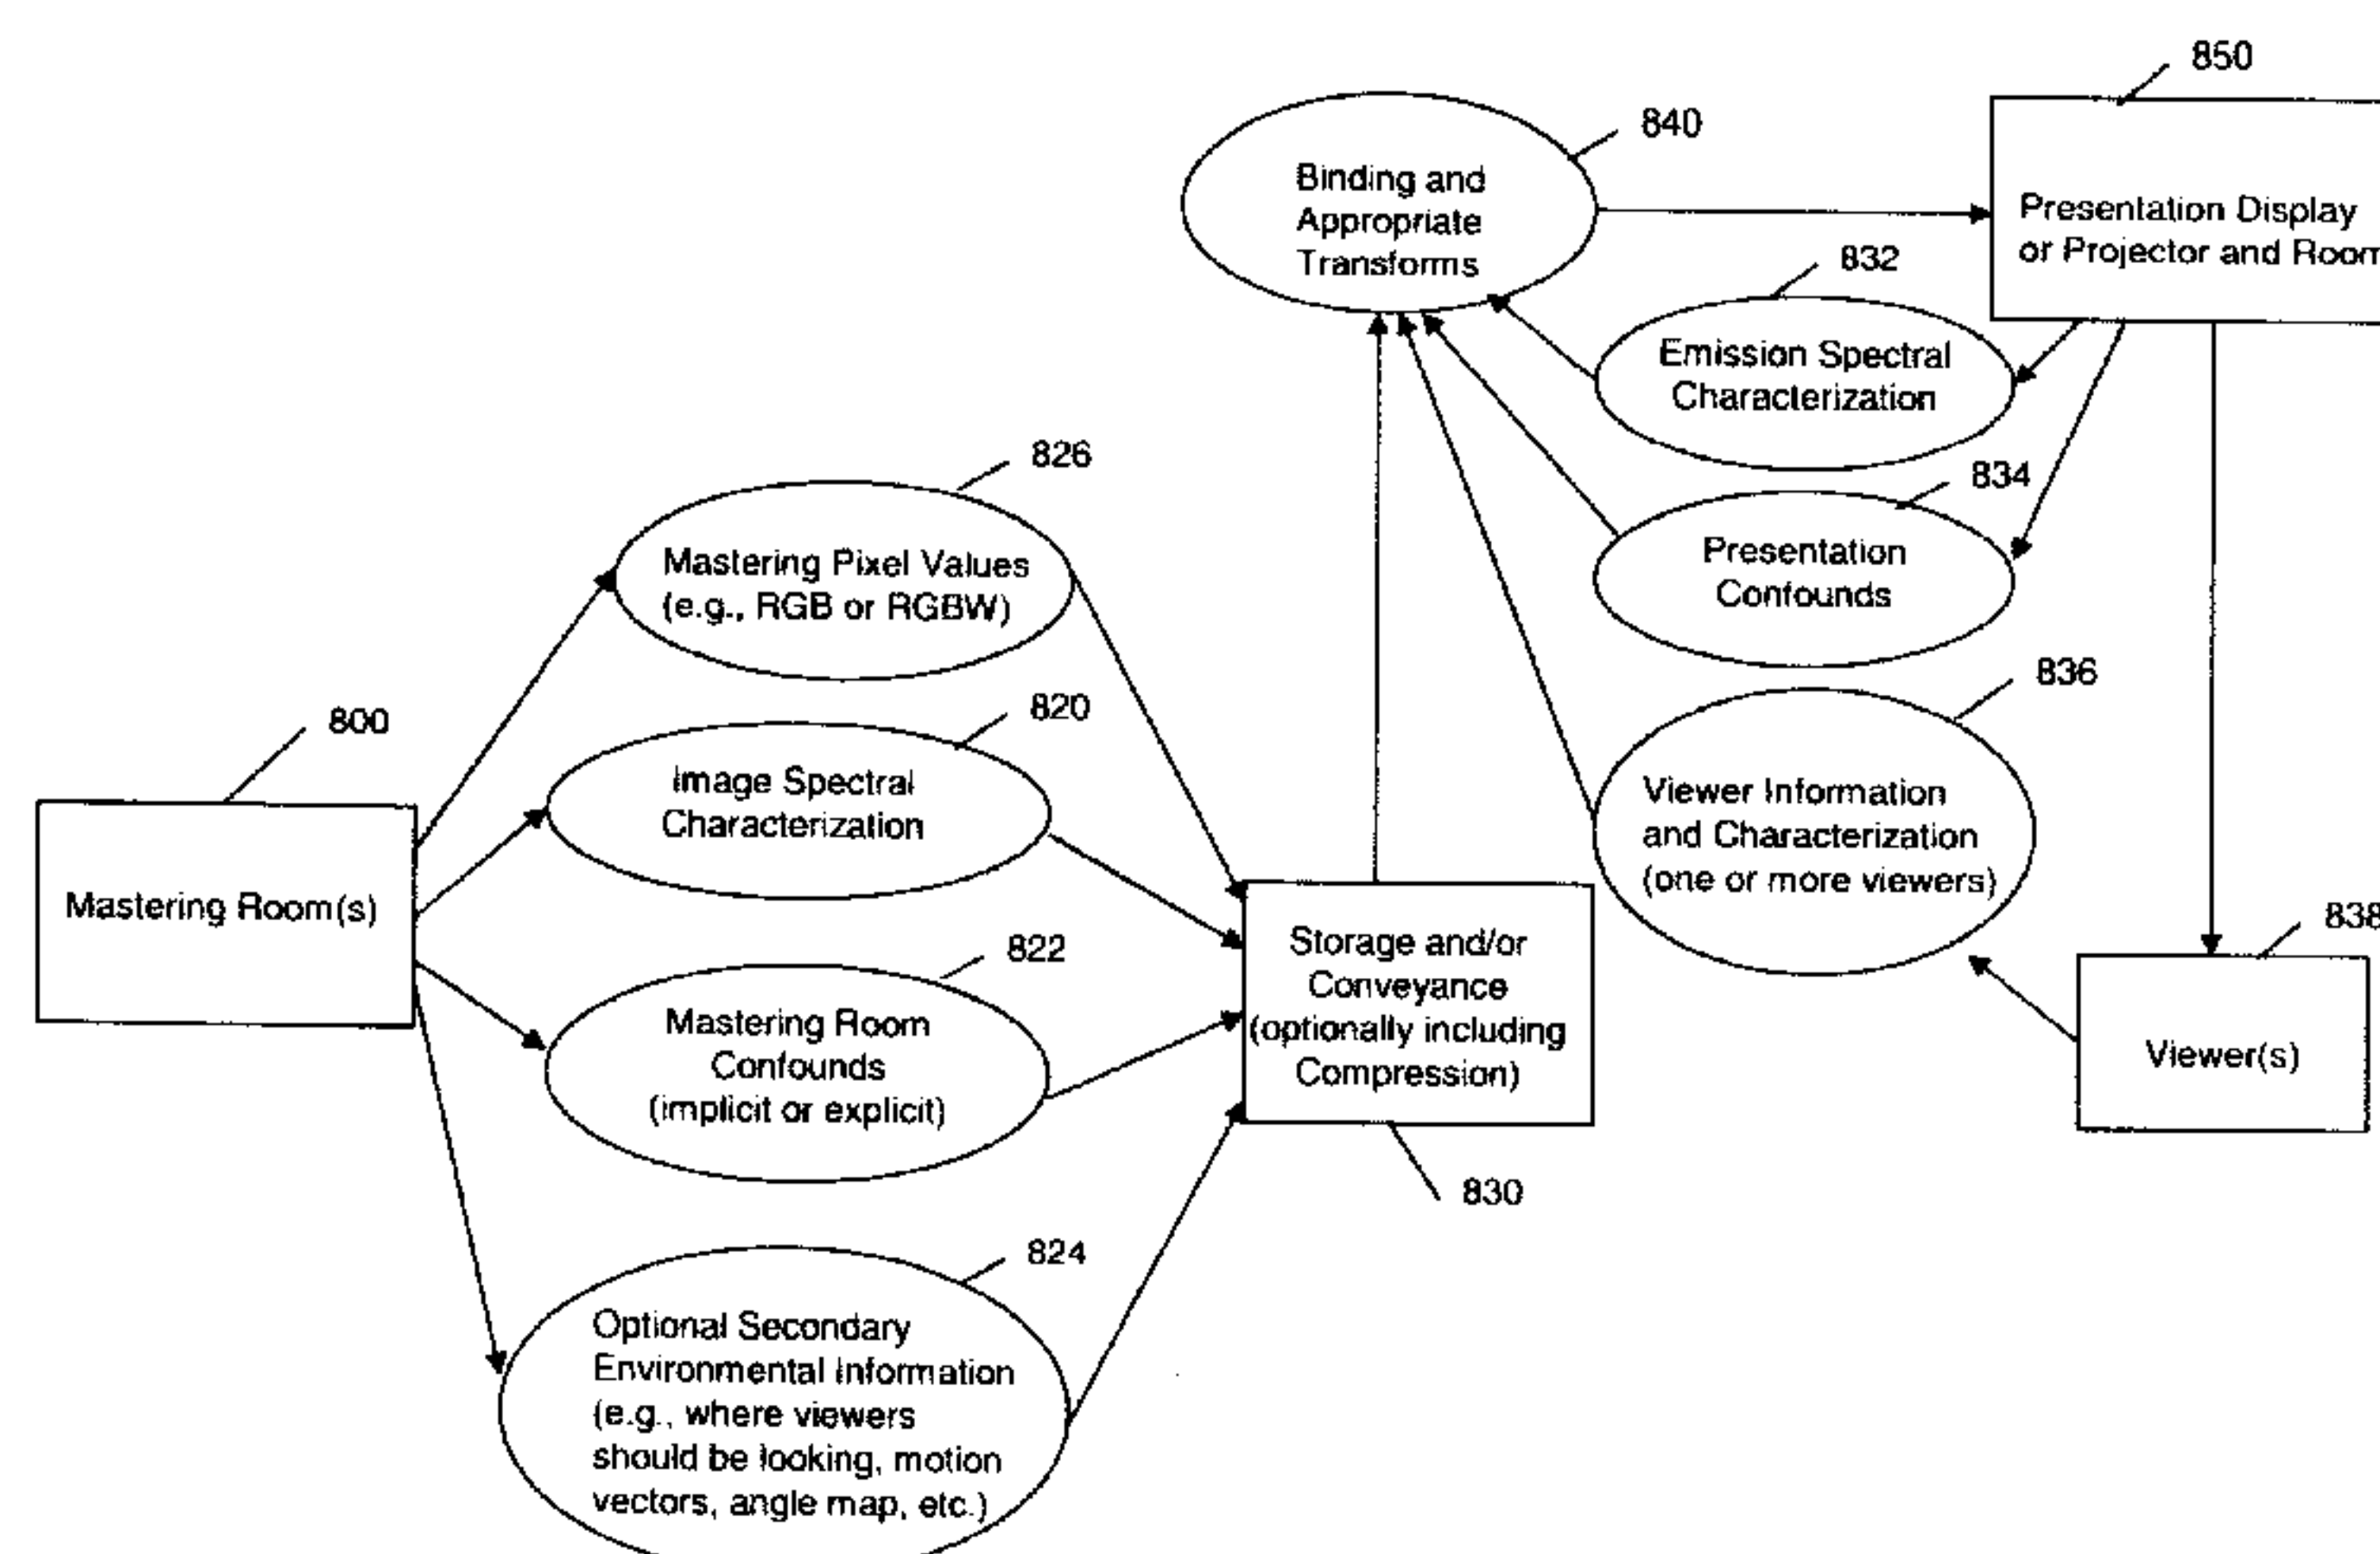 850
840
Binding and
Appropriate
Transforms
Presentation Display
or Projector and Room
832
Emission Spectral
Characterization
826
834
Mastering Pixel Values
(e.g., RGB or RGBW)
Presentation
Confounds
836
800
820
Image Spectral
Characterization
Viewer Information
and Characterization
(one or more viewers)
Mastering Room(s)
838
822
Storage and/or
Conveyance
(optionally including
Compression)
Mastering Room
Confounds
(implicit or explicit)
Viewer(s)
830
824
Optional Secondary
Environmental Information
(e.g., where viewers
should be looking, motion
vectors, angle map, etc.)